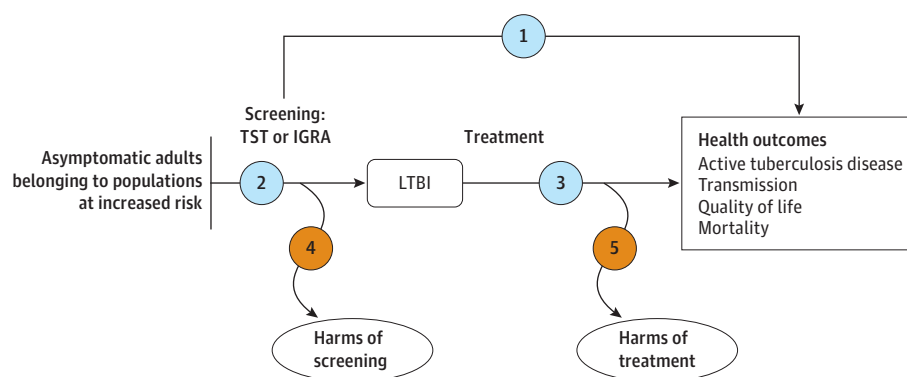 1
Screening:
TST or IGRA
Treatment
Asymptomatic adults
belonging to populations
at increased risk
2
LTBI
3
Health outcomes
Active tuberculosis disease
Transmission
Quality of life
Mortality
4
5
Harms of
screening
Harms of
treatment